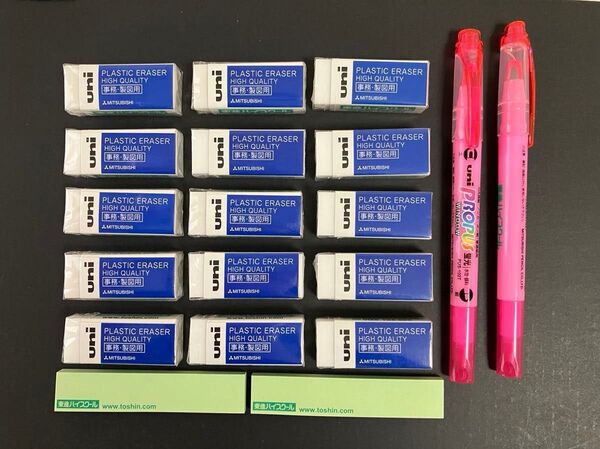 uni PLASTIC ERASER
HIGH QUALITY
事務・製図用
MITSUBISHI
uni PLASTIC ERASER
HIGH QUALITY
事務・製図用
MITSUBISHI
uni PLASTIC ERASER
HIGH QUALITY
事務・製図用
MITSUBISHI
uni PLASTIC ERASER
HIGH QUALITY
事務・製図用
MITSUBISHI
uni PLASTIC ERASER
HIGH QUALITY
事務・製図用
MITSUBISHI
uni PLASTIC ERASER
HIGH QUALITY
事務・製図用
MITSUBISHI
uni PLASTIC ERASER
HIGH QUALITY
事務・製図用
MITSUBISHI
uni PLASTIC ERASER
HIGH QUALITY
事務・製図用
MITSUBISHI
uni PLASTIC ERASER
HIGH QUALITY
事務・製図用
MITSUBISHI
uni PLASTIC ERASER
HIGH QUALITY
事務・製図用
MITSUBISHI
uni PLASTIC ERASER
HIGH QUALITY
事務・製図用
MITSUBISHI
uni PLASTIC ERASER
HIGH QUALITY
事務・製図用
MITSUBISHI
uni PLASTIC ERASER
HIGH QUALITY
事務・製図用
MITSUBISHI
uni PLASTIC ERASER
HIGH QUALITY
事務・製図用
MITSUBISHI
uni PLASTIC ERASER
HIGH QUALITY
事務・製図用
MITSUBISHI
東進ハイスクール www.toshin.com
東進ハイスクール www.toshin.com
uni PROPUS 蛍光
WINDOW